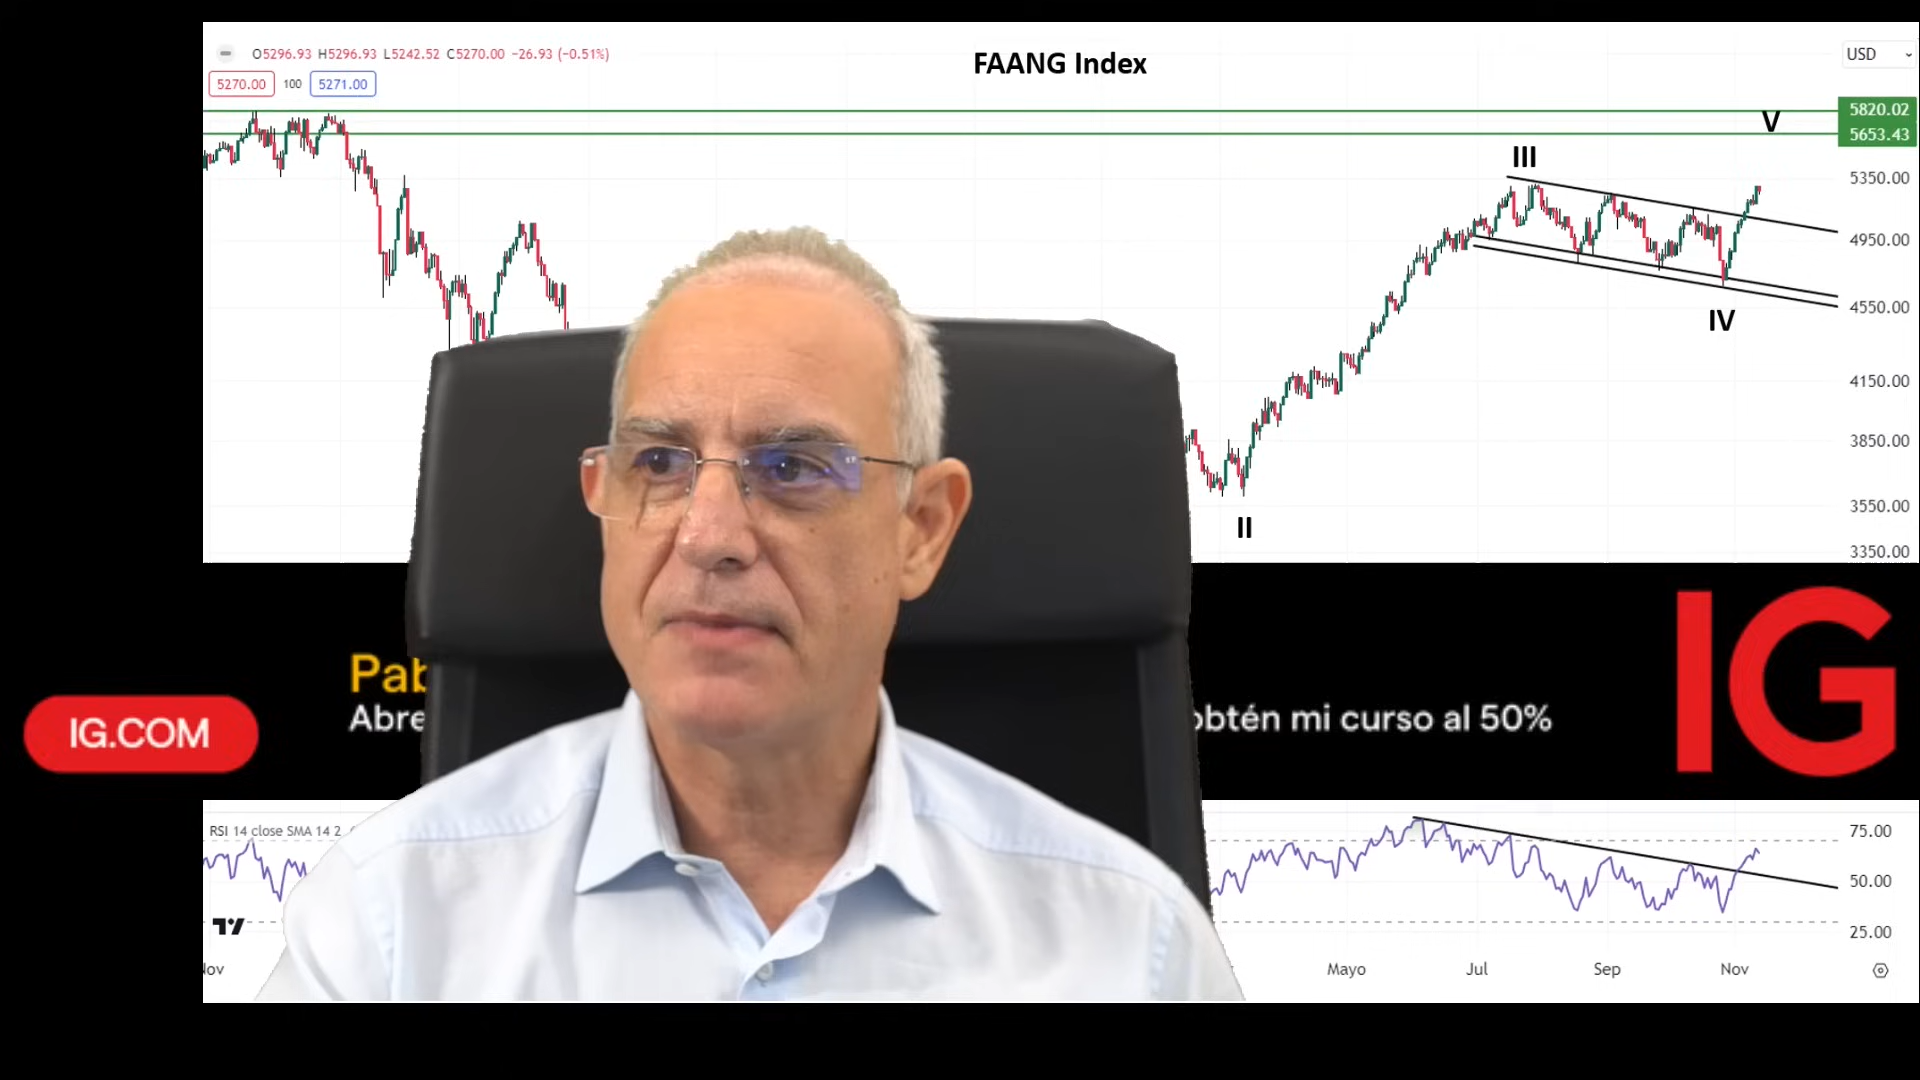 O5296.93 H5296.93 L5242.52 C5270.00 −26.93 (−0.51%)
FAANG Index
USD
5270.00 100 5271.00
5820.02
V
5653.43
III
5350.00
4950.00
4550.00
IV
4150.00
3850.00
3550.00
II
3350.00
IG
Abre
obtén mi curso al 50%
IG.COM
RSI 14 close SMA 14 2
75.00
50.00
25.00
Mayo Jul Sep Nov